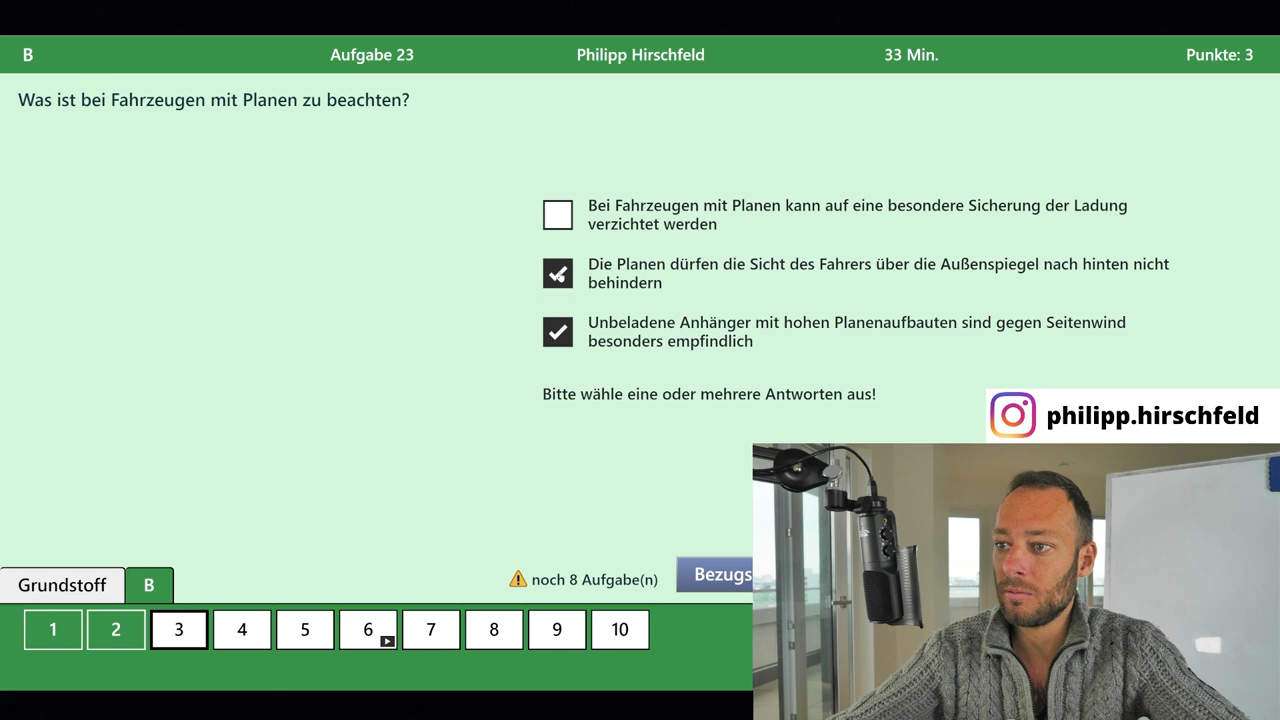 B
Aufgabe 23
Philipp Hirschfeld
33 Min.
Punkte: 3
Was ist bei Fahrzeugen mit Planen zu beachten?
Bei Fahrzeugen mit Planen kann auf eine besondere Sicherung der Ladung
verzichtet werden
Die Planen dürfen die Sicht des Fahrers über die Außenspiegel nach hinten nicht
behindern
Unbeladene Anhänger mit hohen Planenaufbauten sind gegen Seitenwind
besonders empfindlich
Bitte wähle eine oder mehrere Antworten aus!
philipp.hirschfeld
Grundstoff
B
noch 8 Aufgabe(n)
Bezugs
1
2
3
4
5
6
7
8
9
10